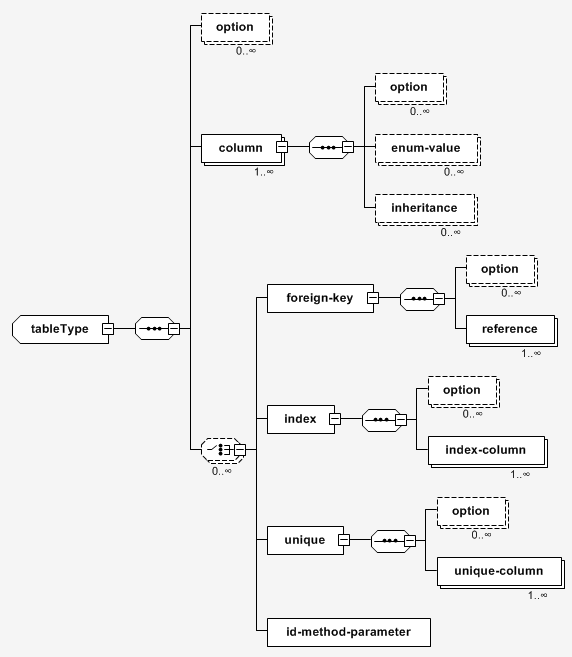 option
0..∞
option
0..∞
column
1..∞
enum-value
0..∞
inheritance
0..∞
option
0..∞
foreign-key
reference
1..∞
tableType
option
0..∞
index
index-column
1..∞
0..∞
option
0..∞
unique
unique-column
1..∞
id-method-parameter